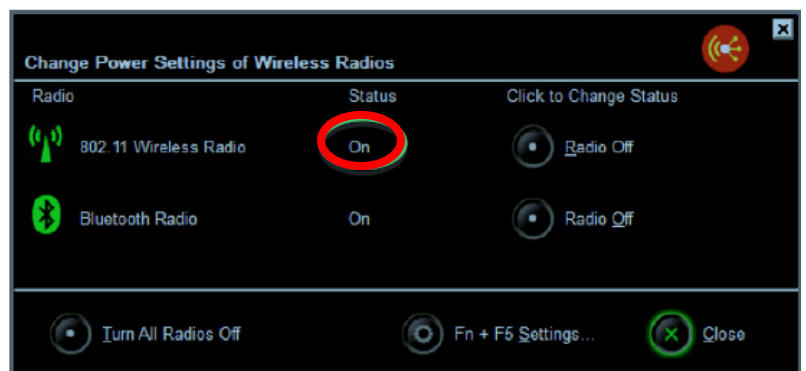 Change Power Settings of Wireless Radios
Radio Status Click to Change Status
802.11 Wireless Radio On Radio Off
Bluetooth Radio On Radio Off
Turn All Radios Off Fn + F5 Settings... Close